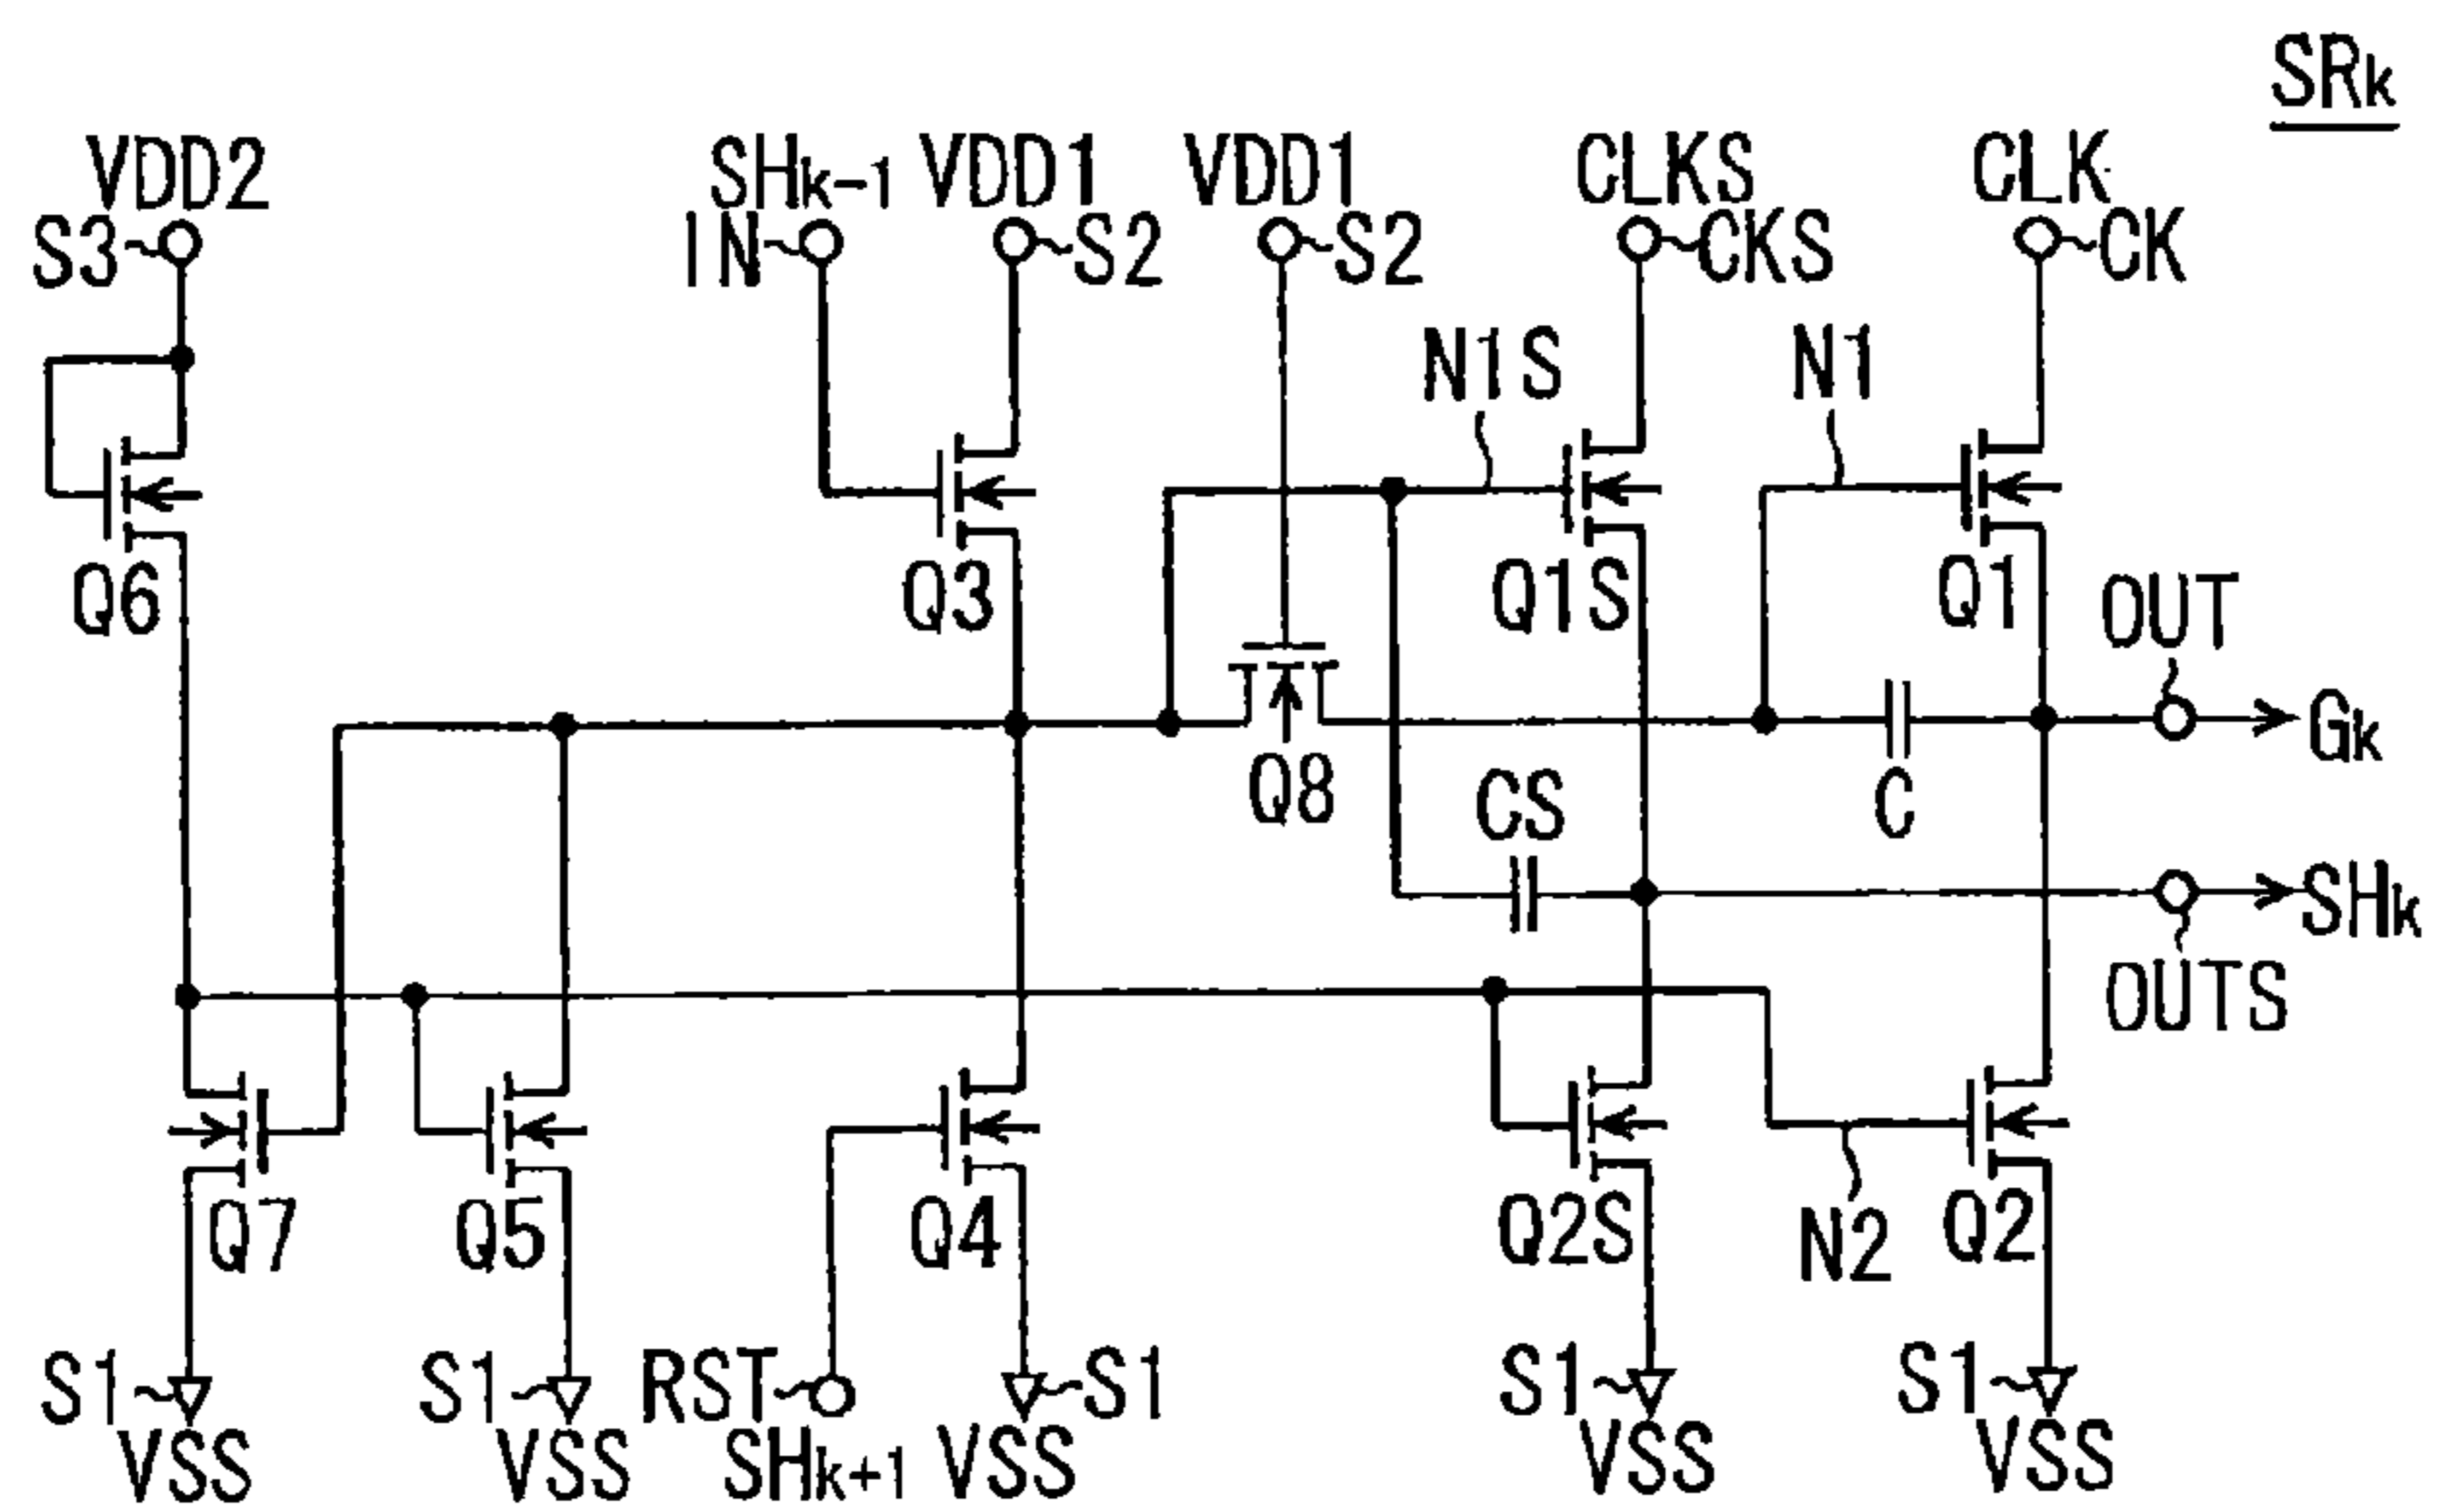 SRk
VDD2 SHk-1 VDD1 VDD1 CLKS CLK
S3 IN S2 S2 CKS CK
N1S N1
Q6 Q3 Q1S Q1 OUT
Gk
Q8 CS C
SHk
OUTS
Q7 Q5 Q4 Q2S N2 Q2
S1 S1 RST S1 S1 S1
VSS VSS SHk+1 VSS VSS VSS